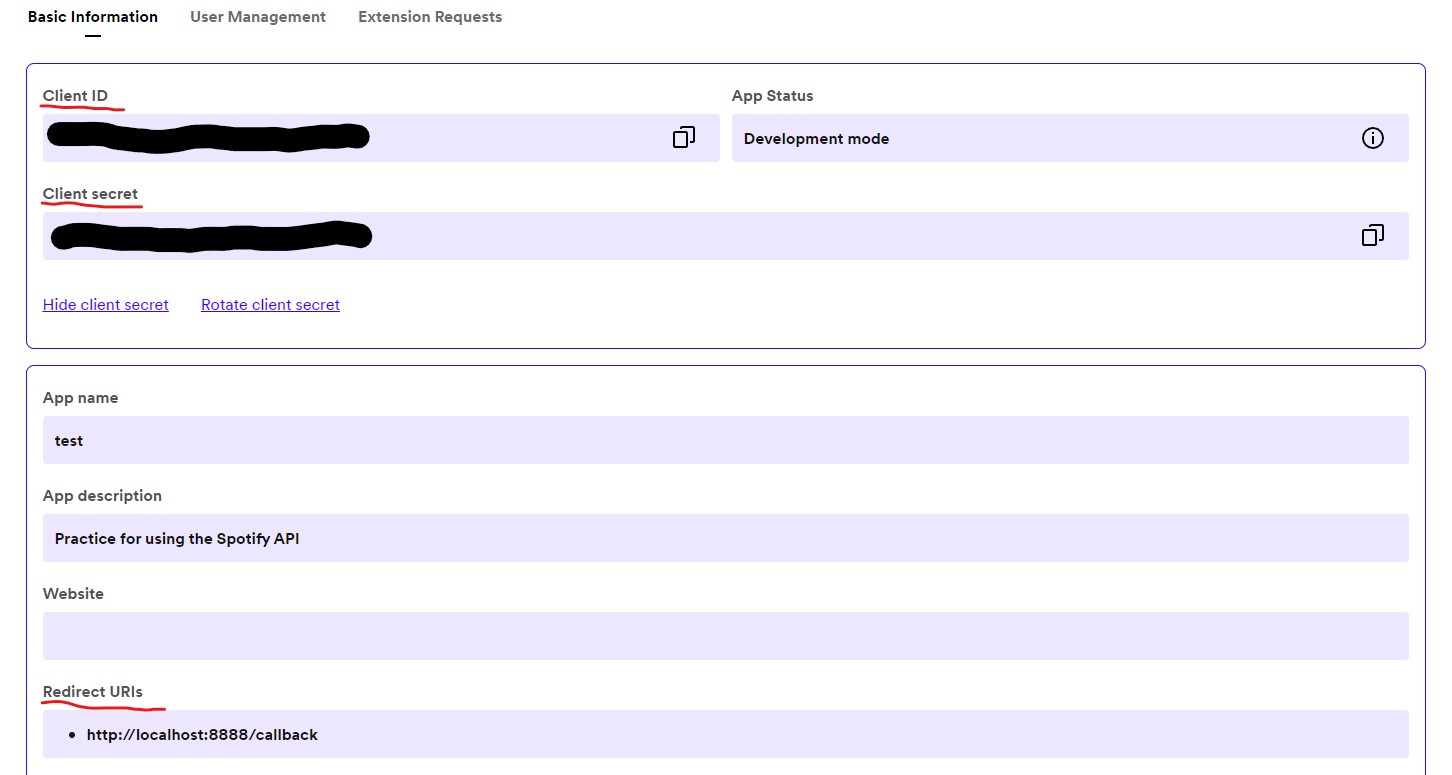 Basic Information User Management Extension Requests
Client ID App Status
Development mode
Client secret
Hide client secret Rotate client secret
App name
test
App description
Practice for using the Spotify API
Website
Redirect URIs
• http://localhost:8888/callback